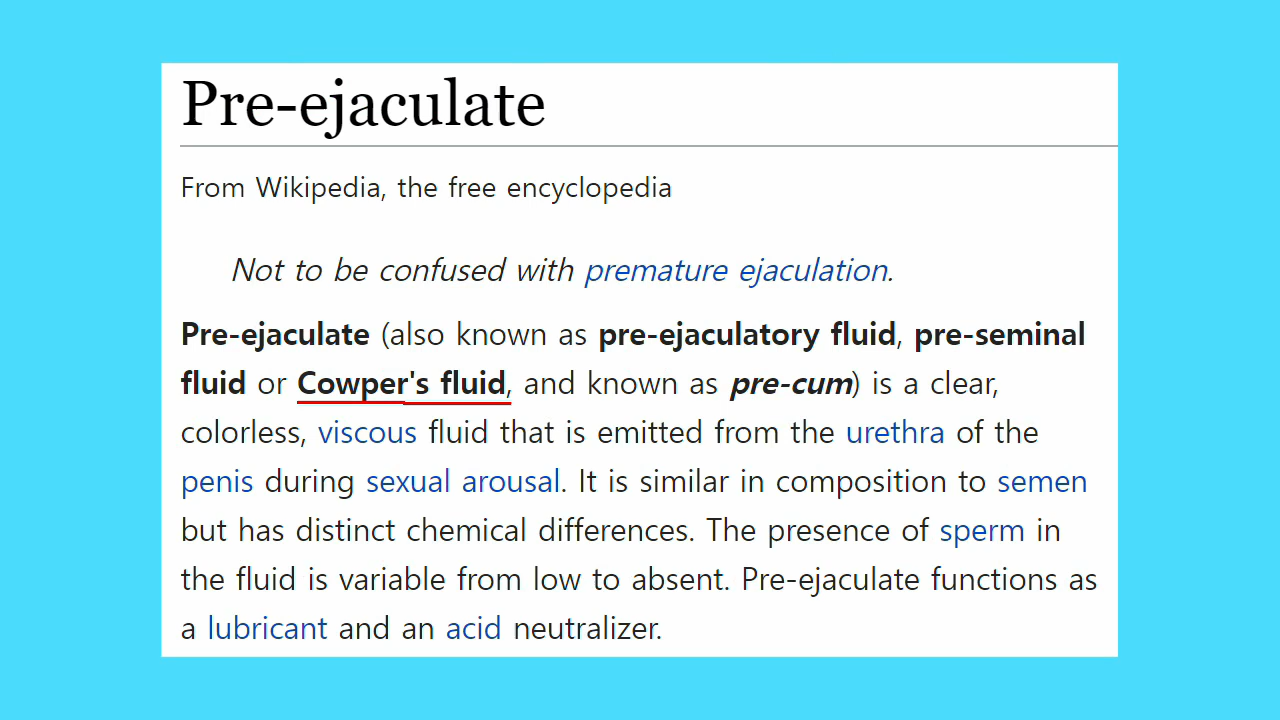 Pre-ejaculate
From Wikipedia, the free encyclopedia
Not to be confused with premature ejaculation.
Pre-ejaculate (also known as pre-ejaculatory fluid, pre-seminal
fluid or Cowper's fluid, and known as pre-cum) is a clear,
colorless, viscous fluid that is emitted from the urethra of the
penis during sexual arousal. It is similar in composition to semen
but has distinct chemical differences. The presence of sperm in
the fluid is variable from low to absent. Pre-ejaculate functions as
a lubricant and an acid neutralizer.